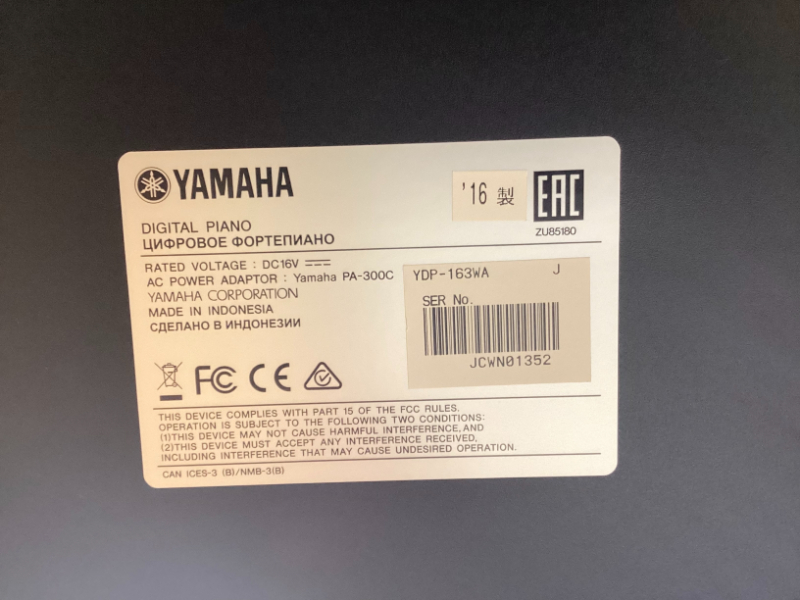 YAMAHA
'16 製
EAC
ZU85180
DIGITAL PIANO
ЦИФРОВОЕ ФОРТЕПИАНО
RATED VOLTAGE : DC16V
AC POWER ADAPTOR : Yamaha PA-300C
YAMAHA CORPORATION
MADE IN INDONESIA
СДЕЛАНО В ИНДОНЕЗИИ
YDP-163WA J
SER No.
JCWN01352
FC CE
THIS DEVICE COMPLIES WITH PART 15 OF THE FCC RULES.
OPERATION IS SUBJECT TO THE FOLLOWING TWO CONDITIONS:
(1)THIS DEVICE MAY NOT CAUSE HARMFUL INTERFERENCE,AND
(2)THIS DEVICE MUST ACCEPT ANY INTERFERENCE RECEIVED,
INCLUDING INTERFERENCE THAT MAY CAUSE UNDESIRED OPERATION.
CAN ICES-3 (B)/NMB-3(B)